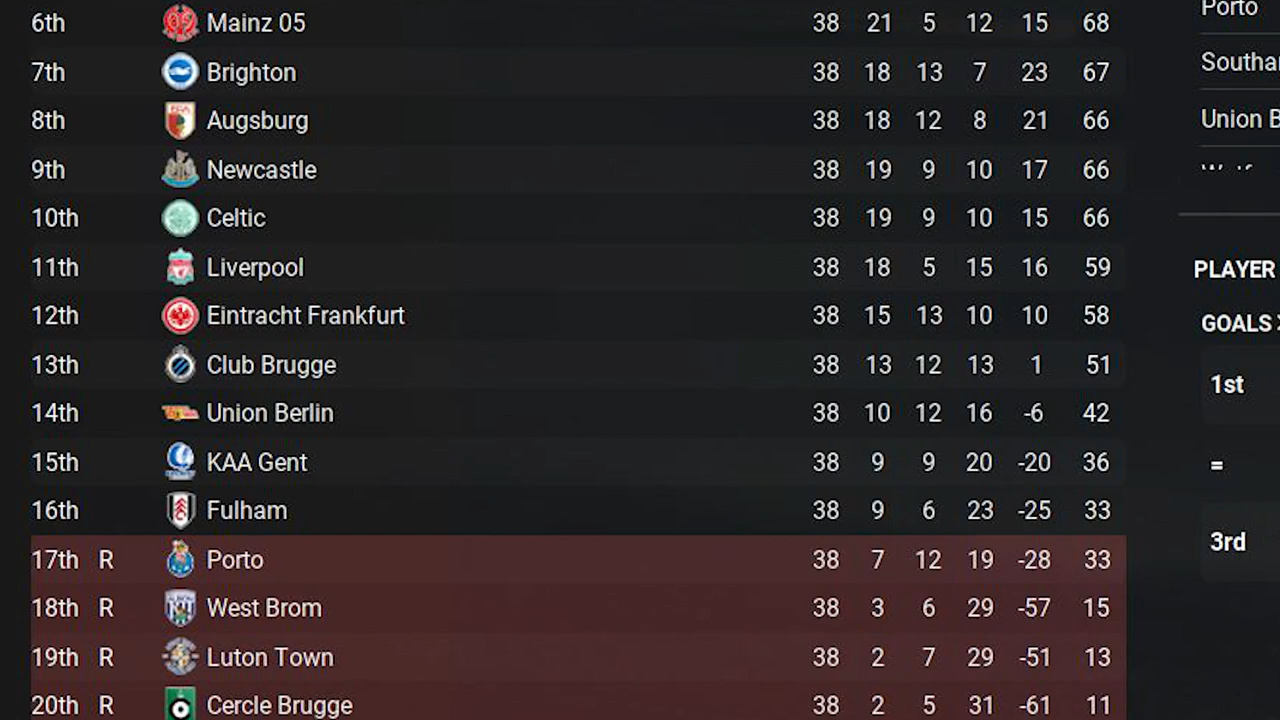 6th Mainz 05 38 21 5 12 15 68
7th Brighton 38 18 13 7 23 67
8th Augsburg 38 18 12 8 21 66
9th Newcastle 38 19 9 10 17 66
10th Celtic 38 19 9 10 15 66
11th Liverpool 38 18 5 15 16 59
12th Eintracht Frankfurt 38 15 13 10 10 58
13th Club Brugge 38 13 12 13 1 51
14th Union Berlin 38 10 12 16 -6 42
15th KAA Gent 38 9 9 20 -20 36
16th Fulham 38 9 6 23 -25 33
17th R Porto 38 7 12 19 -28 33
18th R West Brom 38 3 6 29 -57 15
19th R Luton Town 38 2 7 29 -51 13
20th R Cercle Brugge 38 2 5 31 -61 11
Porto
Southa
Union B
PLAYER
GOALS
1st
=
3rd